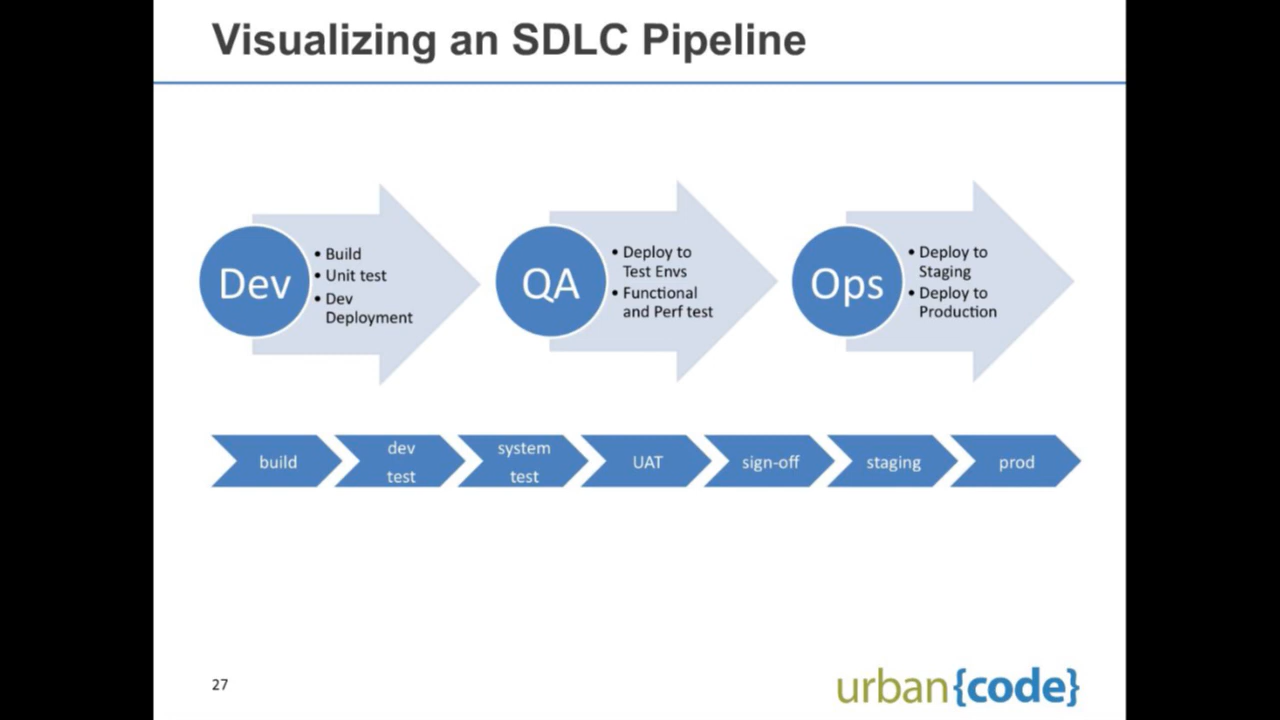 Visualizing an SDLC Pipeline
Dev
• Build
• Unit test
• Dev
Deployment
QA
• Deploy to
Test Envs
• Functional
and Perf test
Ops
• Deploy to
Staging
• Deploy to
Production
build
dev
test
system
test
UAT
sign-off
staging
prod
27
urban{code}